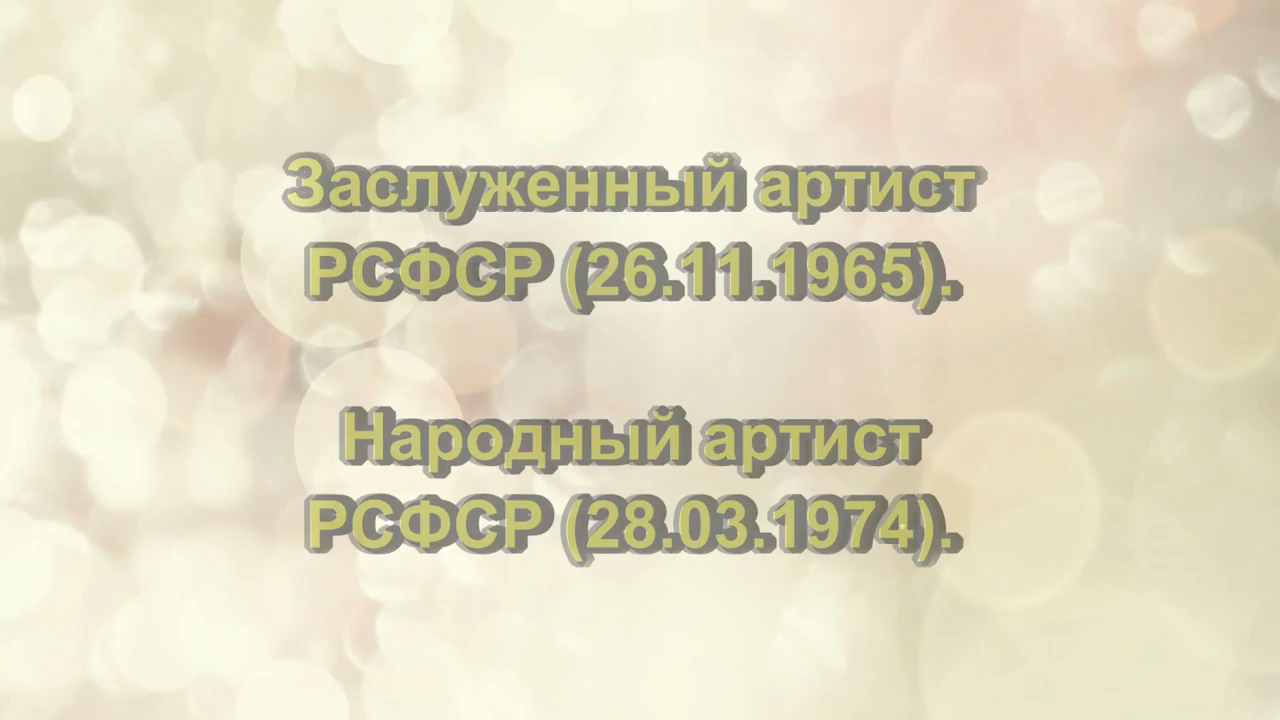 Заслуженный артист
РСФСР (26.11.1965).
Народный артист
РСФСР (28.03.1974).